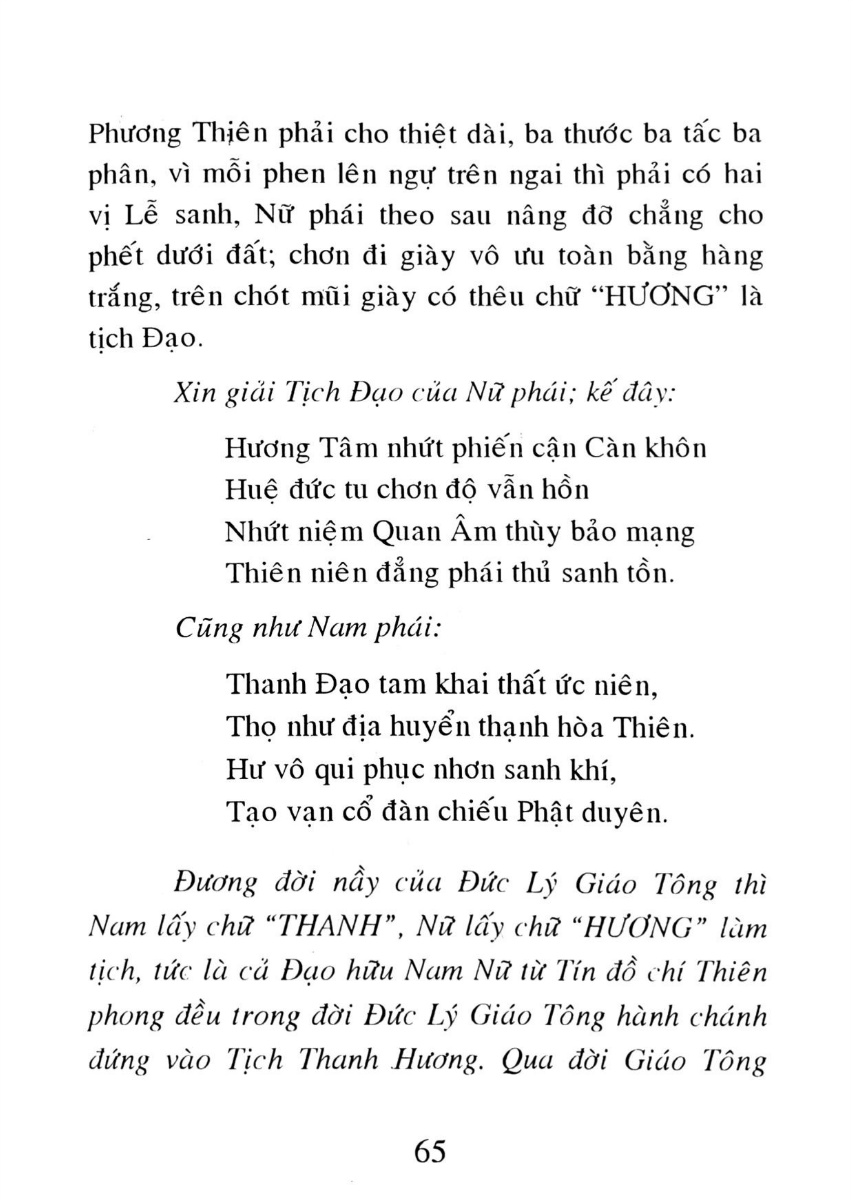 Phương Thiên phải cho thiệt dài, ba thước ba tấc ba
phân, vì mỗi phen lên ngự trên ngai thì phải có hai
vị Lễ sanh, Nữ phái theo sau nâng đỡ chẳng cho
phết dưới đất; chơn đi giày vô ưu toàn bằng hàng
trắng, trên chót mũi giày có thêu chữ “HƯƠNG” là
tịch Đạo.
Xin giải Tịch Đạo của Nữ phái; kế đây:
Hương Tâm nhứt phiến cận Càn khôn
Huệ đức tu chơn độ vẫn hồn
Nhứt niệm Quan Âm thùy bảo mạng
Thiên niên đẳng phái thủ sanh tồn.
Cũng như Nam phái:
Thanh Đạo tam khai thất ức niên,
Thọ như địa huyển thạnh hòa Thiên.
Hư vô qui phục nhơn sanh khí,
Tạo vạn cổ đàn chiếu Phật duyên.
Đương đời nầy của Đức Lý Giáo Tông thì
Nam lấy chữ “THANH”, Nữ lấy chữ “HƯƠNG” làm
tịch, tức là cả Đạo hữu Nam Nữ từ Tín đồ chí Thiên
phong đều trong đời Đức Lý Giáo Tông hành chánh
đứng vào Tịch Thanh Hương. Qua đời Giáo Tông
65